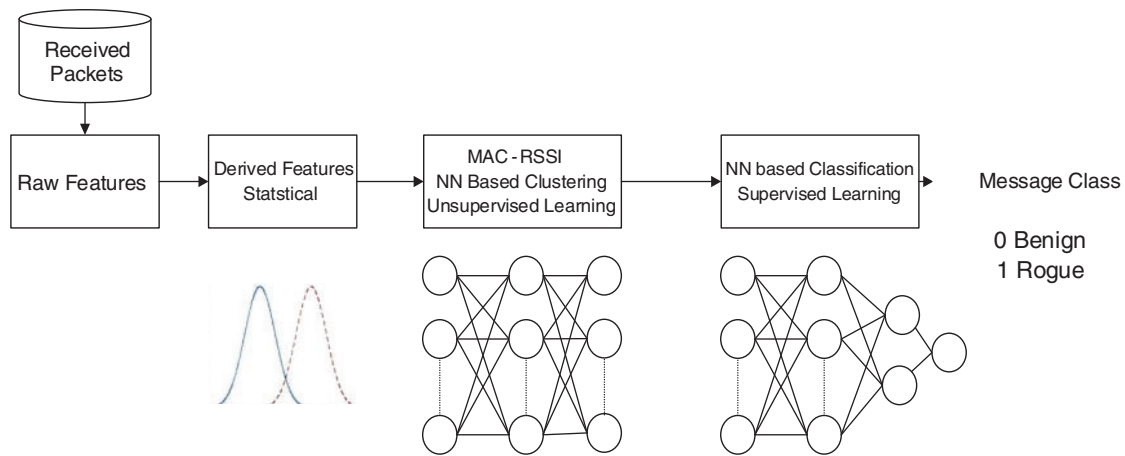 Received
Packets
Raw Features
Derived Features
Statstical
MAC-RSSI
NN Based Clustering
Unsupervised Learning
NN based Classification
Supervised Learning
Message Class
0 Benign
1 Rogue